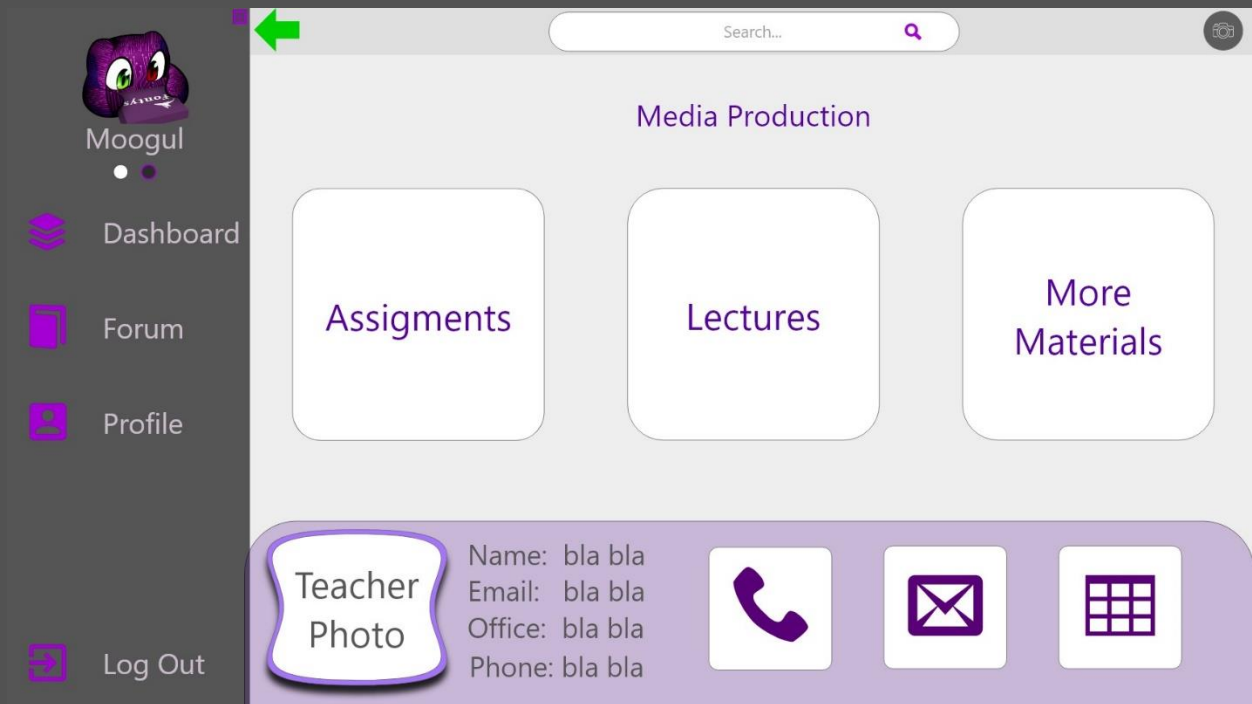 Search...
Fontys
Moogul
Media Production
Dashboard
Forum
Profile
Log Out
Assigments
Lectures
More
Materials
Teacher
Photo
Name: bla bla
Email: bla bla
Office: bla bla
Phone: bla bla